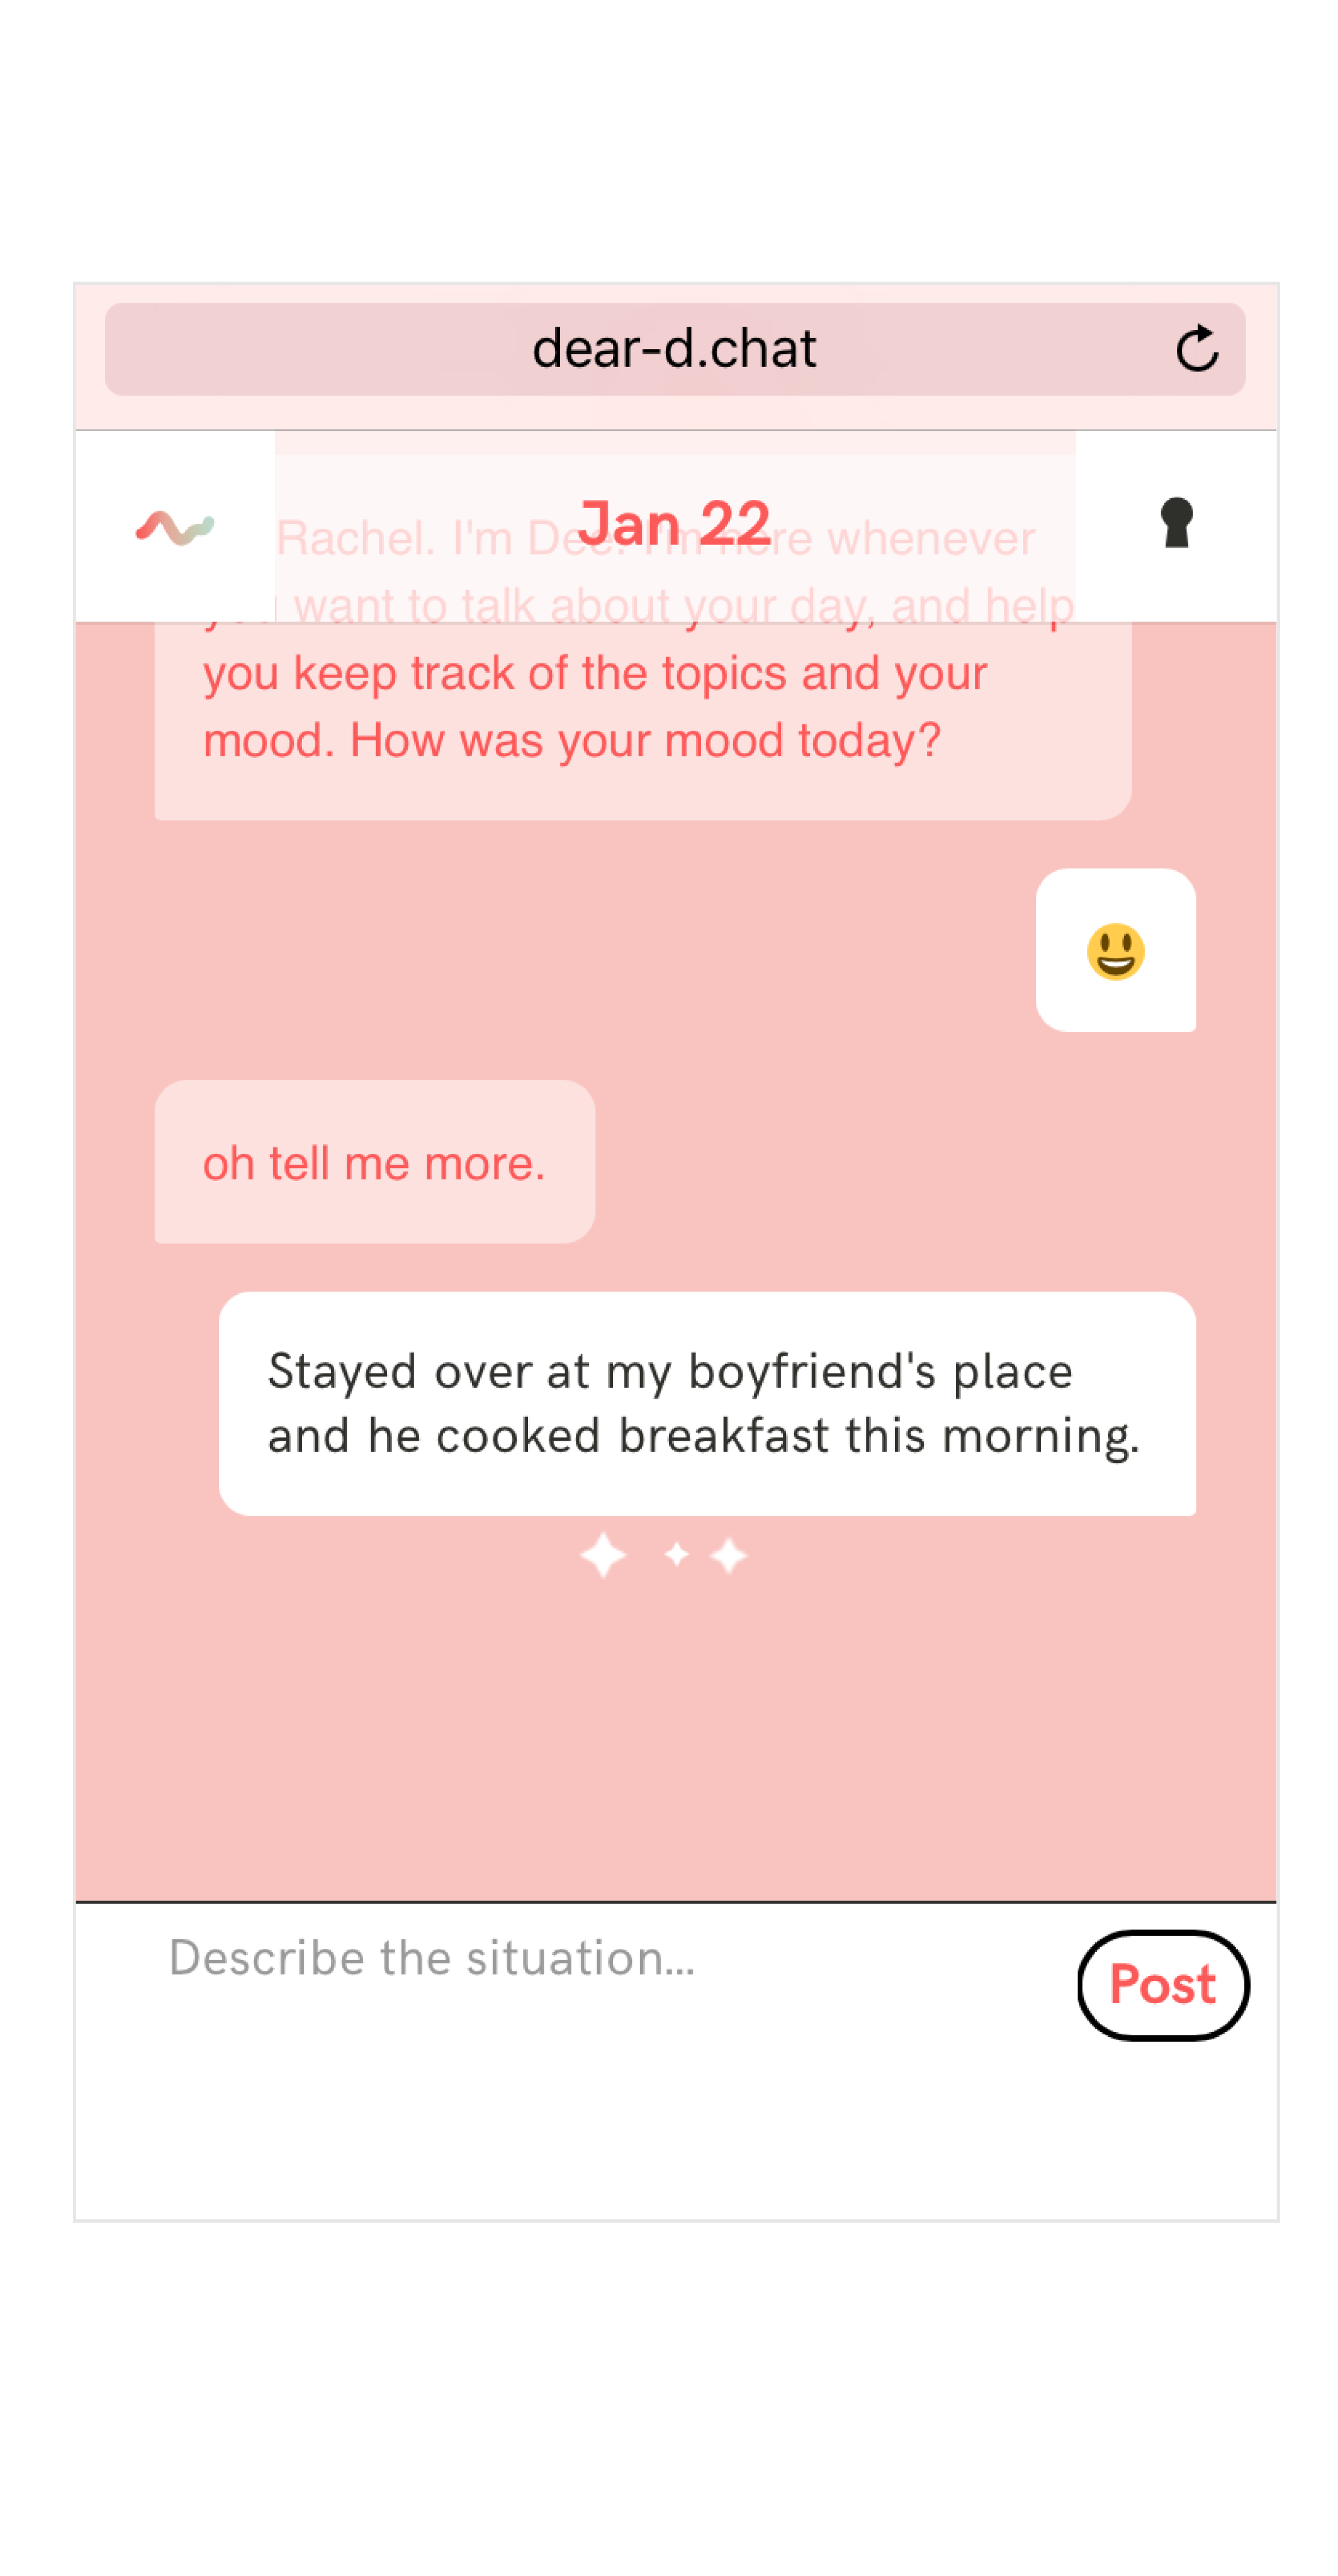 dear-d.chat
Jan 22
Rachel. I'm Dee. I'm here whenever
you want to talk about your day, and help
you keep track of the topics and your
mood. How was your mood today?
😃
oh tell me more.
Stayed over at my boyfriend's place
and he cooked breakfast this morning.
Describe the situation...
Post